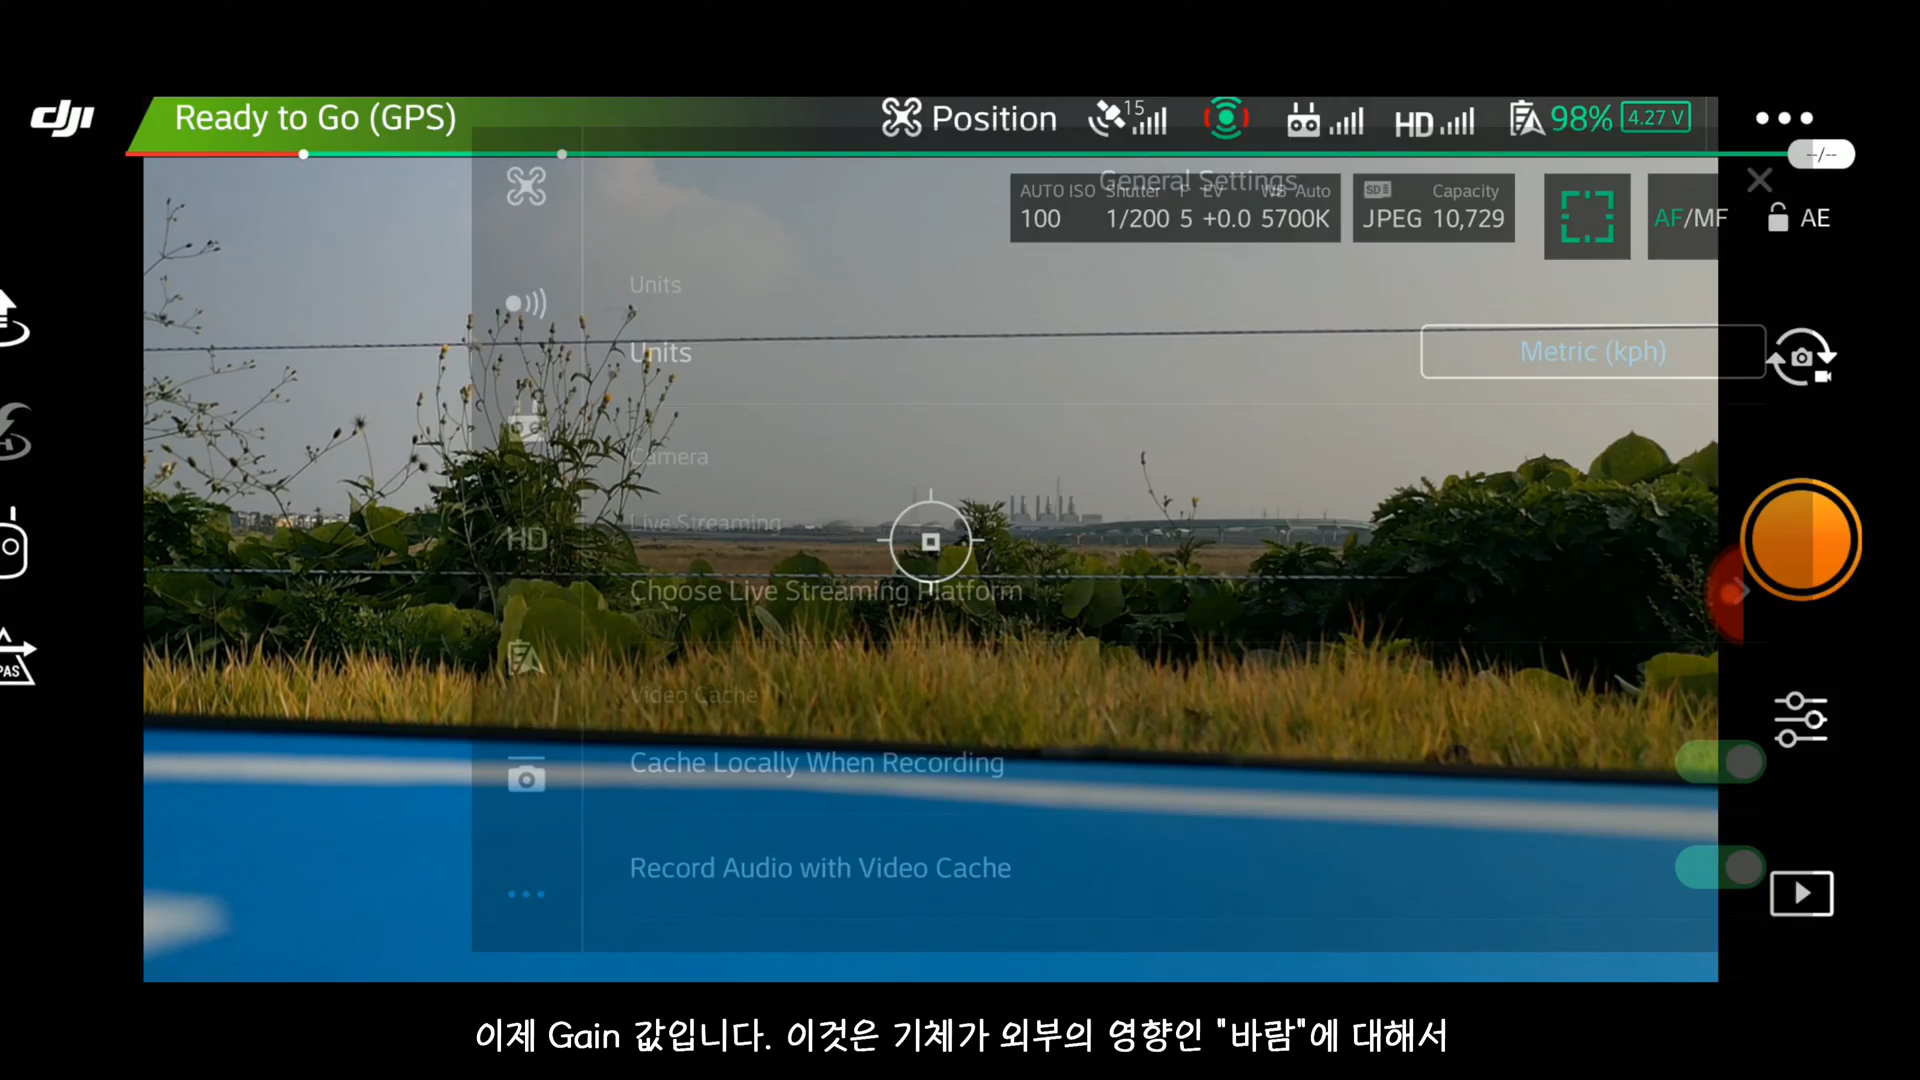 dji Ready to Go (GPS) Position 15 HD 98% 4.27 V
--/--
General Settings
AUTO ISO Shutter F EV WB Auto SD Capacity
100 1/200 5 +0.0 5700K JPEG 10,729 AF/MF AE
Units
Units Metric (kph)
Camera
Live Streaming
HD
Choose Live Streaming Platform
Video Cache
Cache Locally When Recording
Record Audio with Video Cache
이제 Gain 값입니다. 이것은 기체가 외부의 영향인 "바람"에 대해서